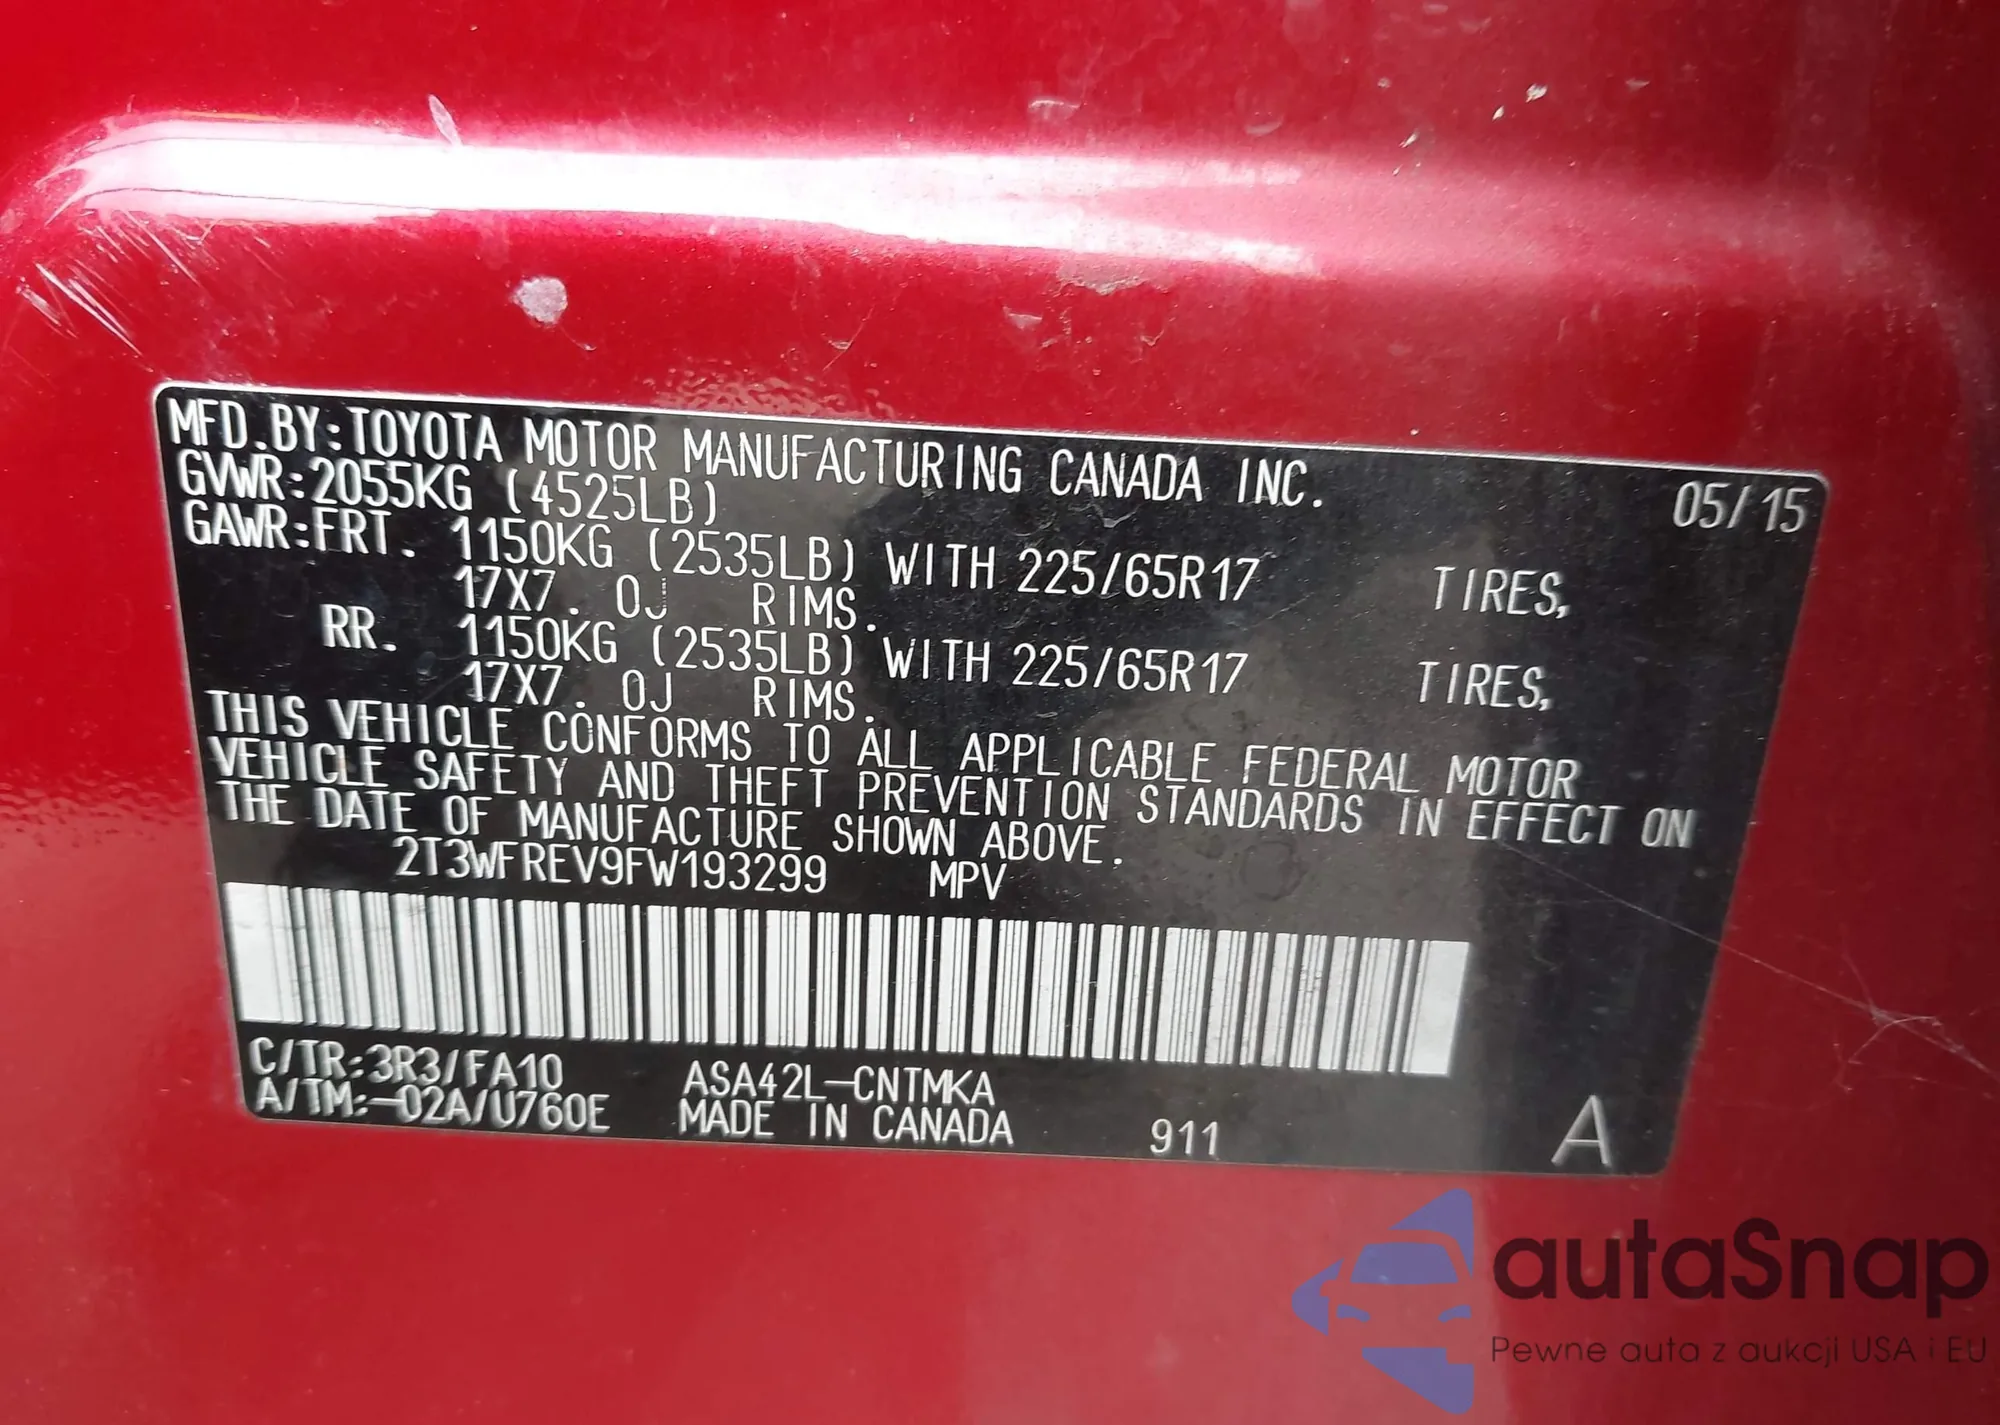 MFD.BY:TOYOTA MOTOR MANUFACTURING CANADA INC. 05/15
GVWR:2055KG (4525LB)
GAWR:FRT. 1150KG (2535LB) WITH 225/65R17 TIRES,
17X7. 0J RIMS.
RR. 1150KG (2535LB) WITH 225/65R17 TIRES,
17X7. 0J RIMS.
THIS VEHICLE CONFORMS TO ALL APPLICABLE FEDERAL MOTOR
VEHICLE SAFETY AND THEFT PREVENTION STANDARDS IN EFFECT ON
THE DATE OF MANUFACTURE SHOWN ABOVE.
2T3WFREV9FW193299 MPV
C/TR:3R3/FA10 ASA42L-CNTMKA
A/TM:-02A/U760E MADE IN CANADA 911 A
autaSnap
Pewne auta z aukcji USA i EU